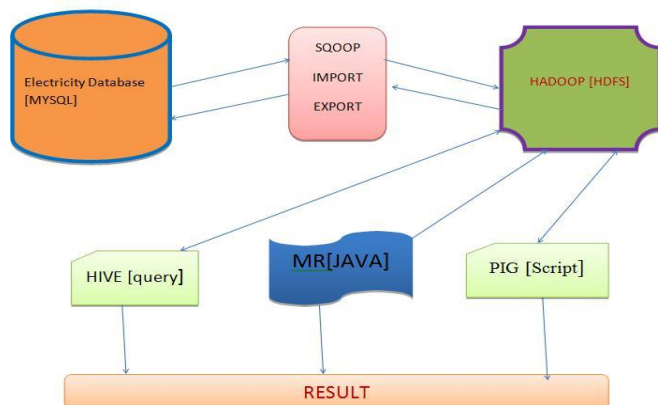 Electricity Database
[MYSQL]
SQOOP
IMPORT
EXPORT
HADOOP [HDFS]
HIVE [query]
MR[JAVA]
PIG [Script]
RESULT